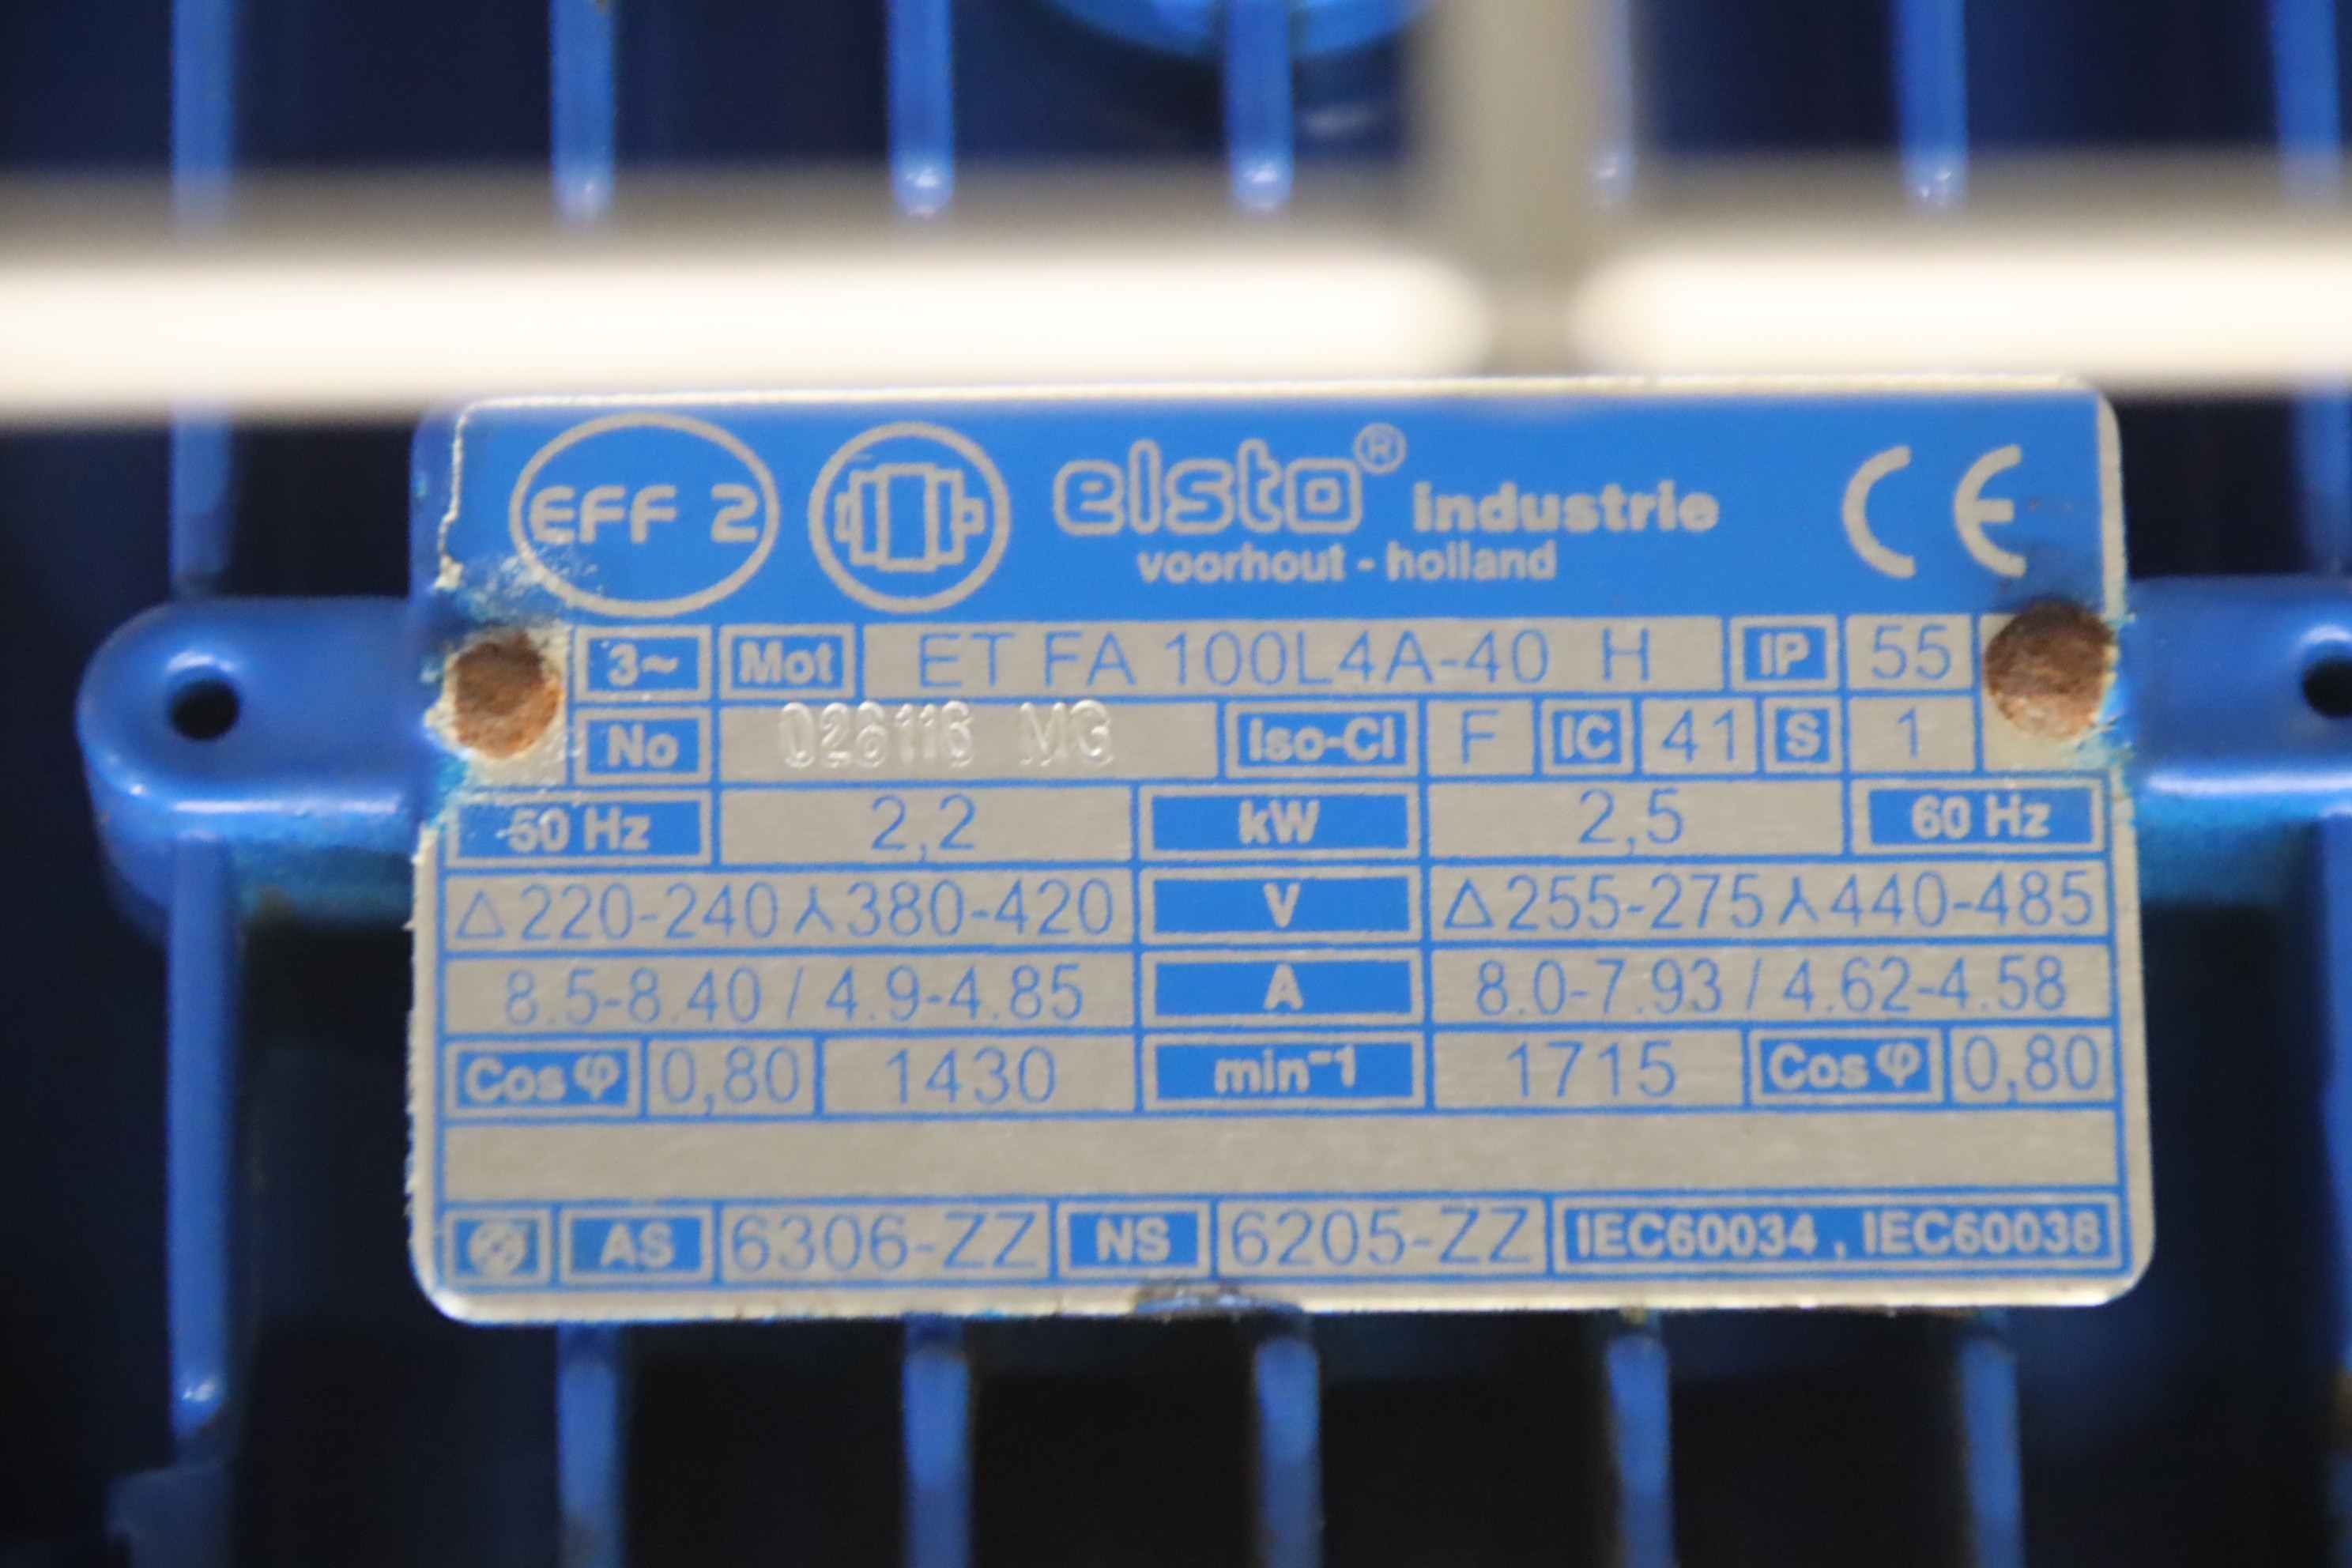 EFF 2 elsto® industrie CE
voorhout - holland
3~ Mot ET FA 100L4A-40 H IP 55
No 026116 MG Iso-Cl F IC 41 S 1
50 Hz 2,2 kW 2,5 60 Hz
△220-240⅄380-420 V △255-275⅄440-485
8.5-8.40 / 4.9-4.85 A 8.0-7.93 / 4.62-4.58
Cos φ 0,80 1430 min⁻¹ 1715 Cos φ 0,80
AS 6306-ZZ NS 6205-ZZ IEC60034 , IEC60038